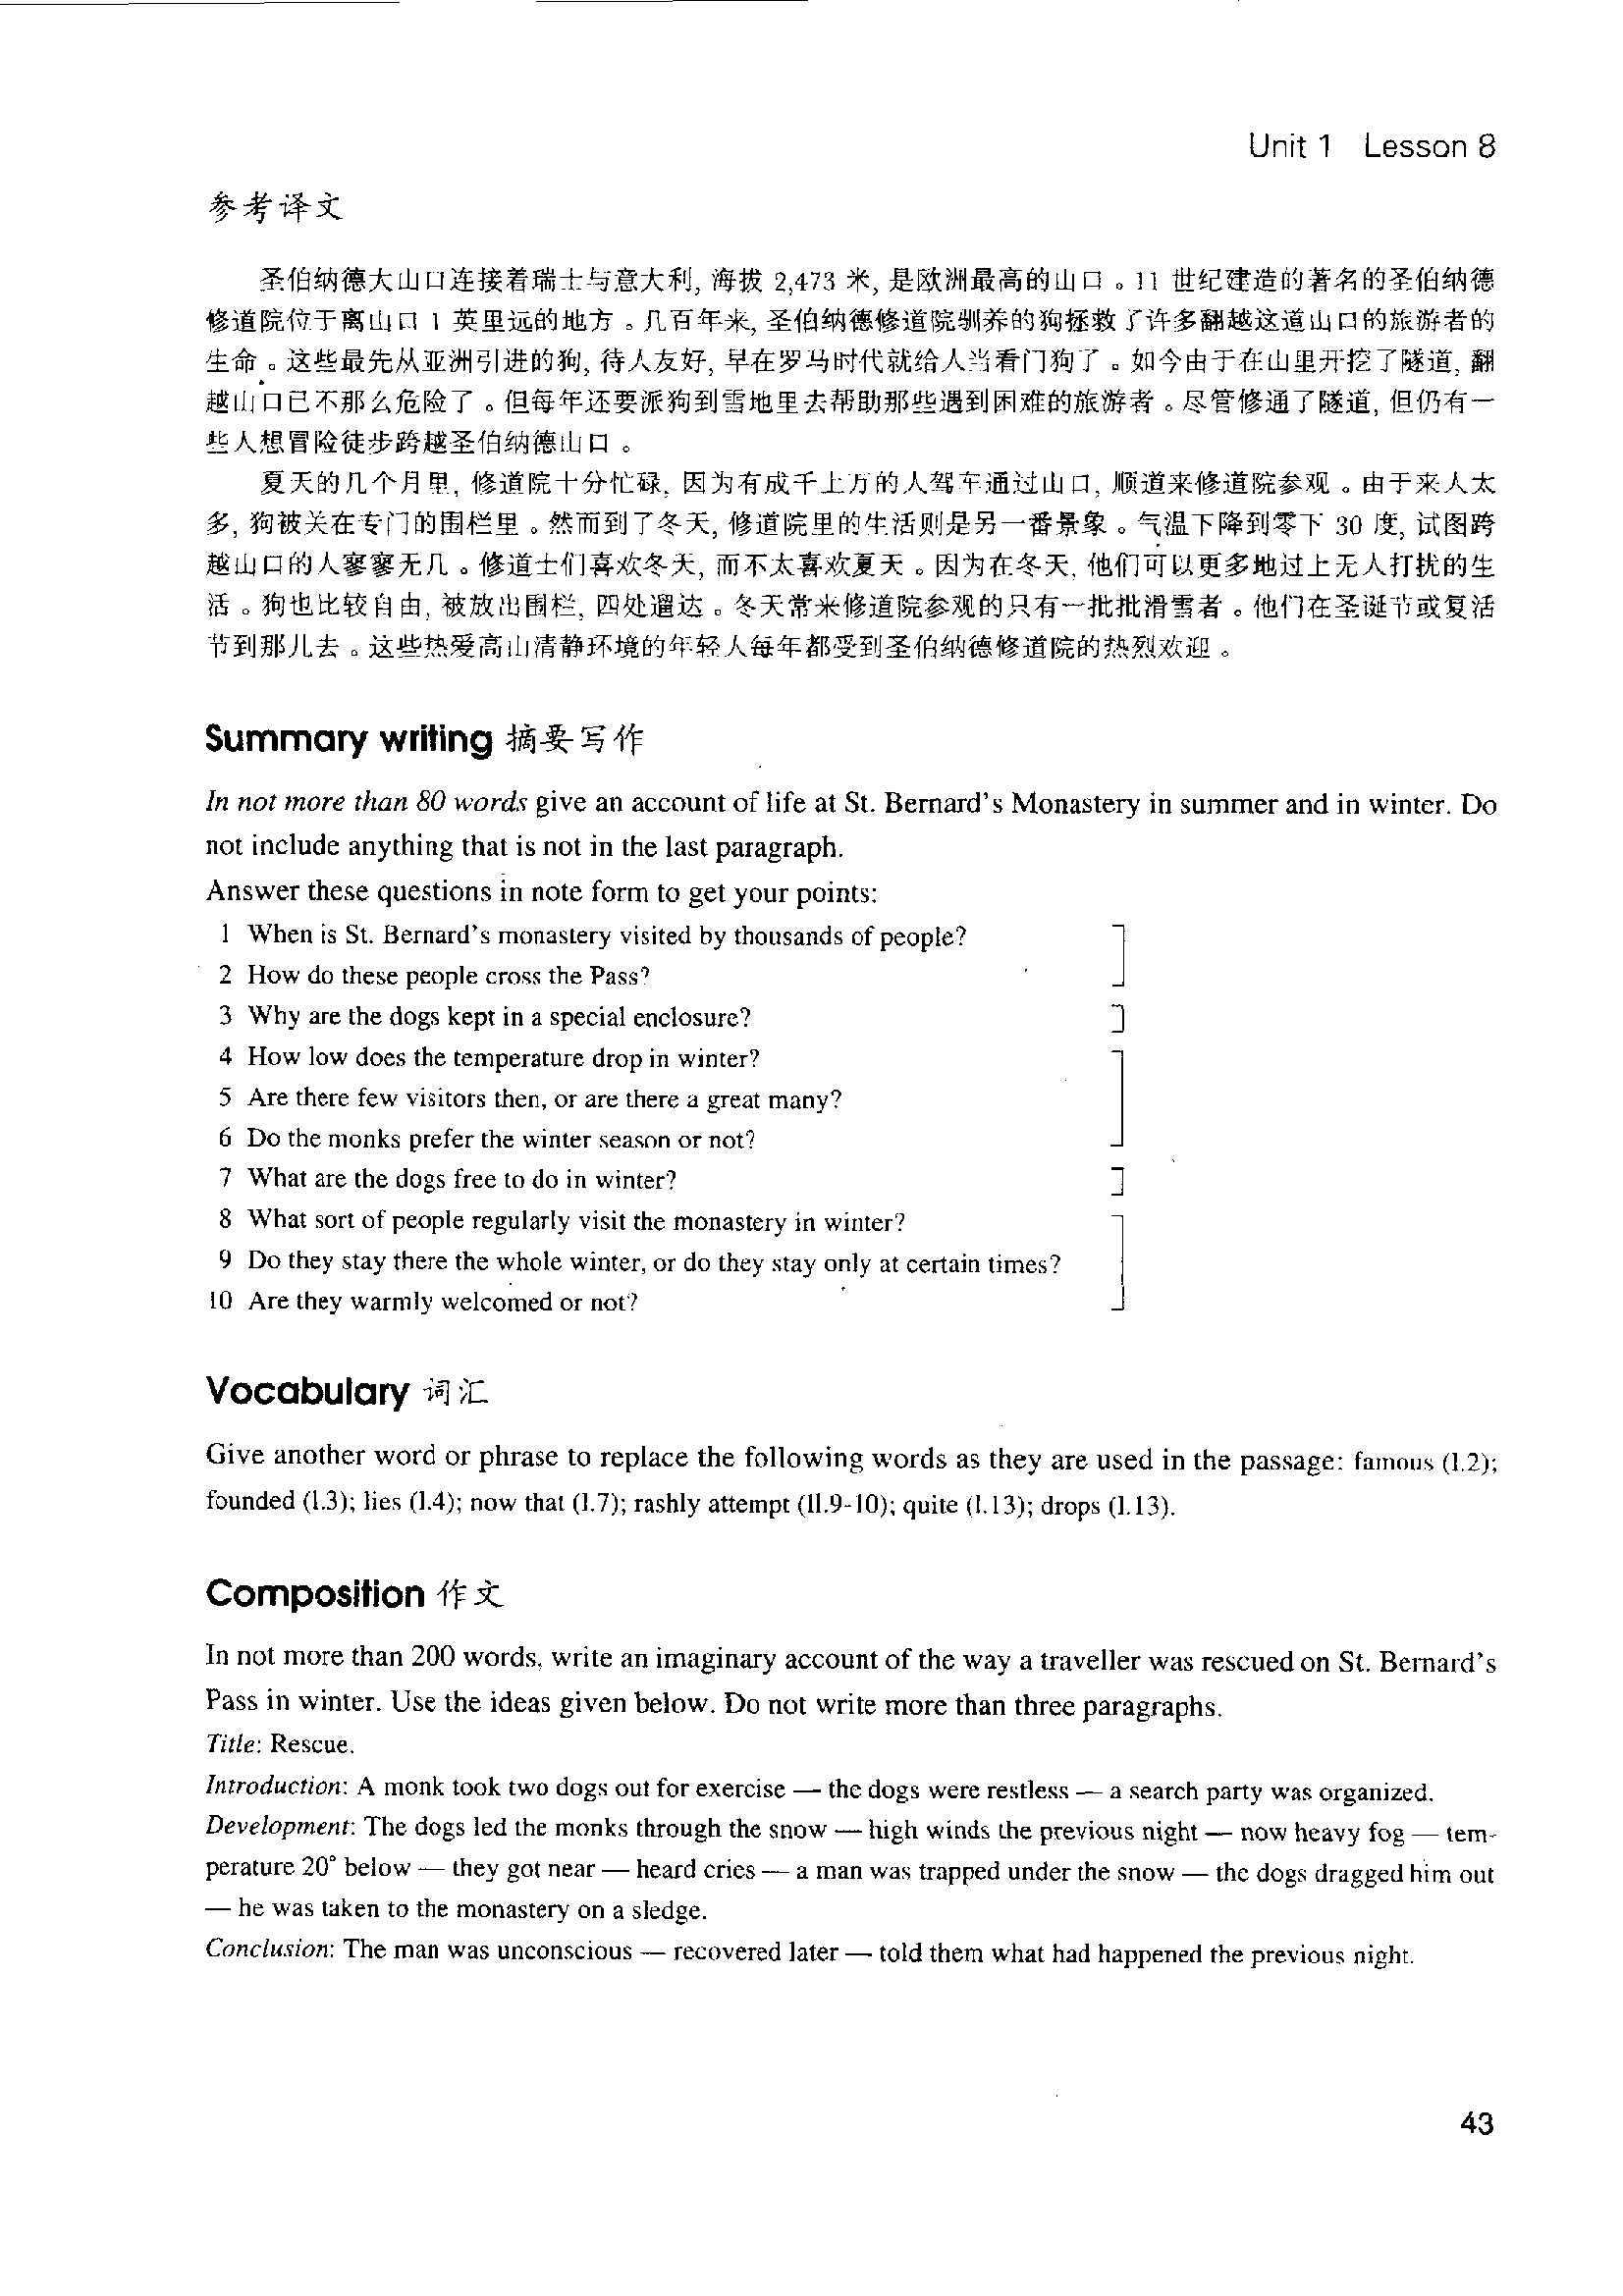 Unit 1 Lesson 8
参考译文
圣伯纳德大山口连接着瑞士与意大利, 海拔 2,473 米, 是欧洲最高的山口。11 世纪建造的著名的圣伯纳德
修道院位于离山口 1 英里远的地方。几百年来, 圣伯纳德修道院驯养的狗拯救了许多翻越这道山口的旅游者的
生命。这些最先从亚洲引进的狗, 待人友好, 早在罗马时代就给人当看门狗了。如今由于在山里开挖了隧道, 翻
越山口已不那么危险了。但每年还要派狗到雪地里去帮助那些遇到困难的旅游者。尽管修通了隧道, 但仍有一
些人想冒险徒步跨越圣伯纳德山口。
夏天的几个月里, 修道院十分忙碌, 因为有成千上万的人驾车通过山口, 顺道来修道院参观。由于来人太
多, 狗被关在专门的围栏里。然而到了冬天, 修道院里的生活则是另一番景象。气温下降到零下 30 度, 试图跨
越山口的人寥寥无几。修道士们喜欢冬天, 而不太喜欢夏天。因为在冬天, 他们可以更多地过上无人打扰的生
活。狗也比较自由, 被放出围栏, 四处遛达。冬天常来修道院参观的只有一批批滑雪者。他们在圣诞节或复活
节到那儿去。这些热爱高山清静环境的年轻人每年都受到圣伯纳德修道院的热烈欢迎。
Summary writing 摘要写作
In not more than 80 words give an account of life at St. Bernard's Monastery in summer and in winter. Do
not include anything that is not in the last paragraph.
Answer these questions in note form to get your points:
1 When is St. Bernard's monastery visited by thousands of people?
2 How do these people cross the Pass?
3 Why are the dogs kept in a special enclosure?
4 How low does the temperature drop in winter?
5 Are there few visitors then, or are there a great many?
6 Do the monks prefer the winter season or not?
7 What are the dogs free to do in winter?
8 What sort of people regularly visit the monastery in winter?
9 Do they stay there the whole winter, or do they stay only at certain times?
10 Are they warmly welcomed or not?
Vocabulary 词汇
Give another word or phrase to replace the following words as they are used in the passage: famous (l.2);
founded (l.3); lies (l.4); now that (l.7); rashly attempt (ll.9-10); quite (l.13); drops (l.13).
Composition 作文
In not more than 200 words, write an imaginary account of the way a traveller was rescued on St. Bernard's
Pass in winter. Use the ideas given below. Do not write more than three paragraphs.
Title: Rescue.
Introduction: A monk took two dogs out for exercise — the dogs were restless — a search party was organized.
Development: The dogs led the monks through the snow — high winds the previous night — now heavy fog — tem-
perature 20° below — they got near — heard cries — a man was trapped under the snow — the dogs dragged him out
— he was taken to the monastery on a sledge.
Conclusion: The man was unconscious — recovered later — told them what had happened the previous night.
43